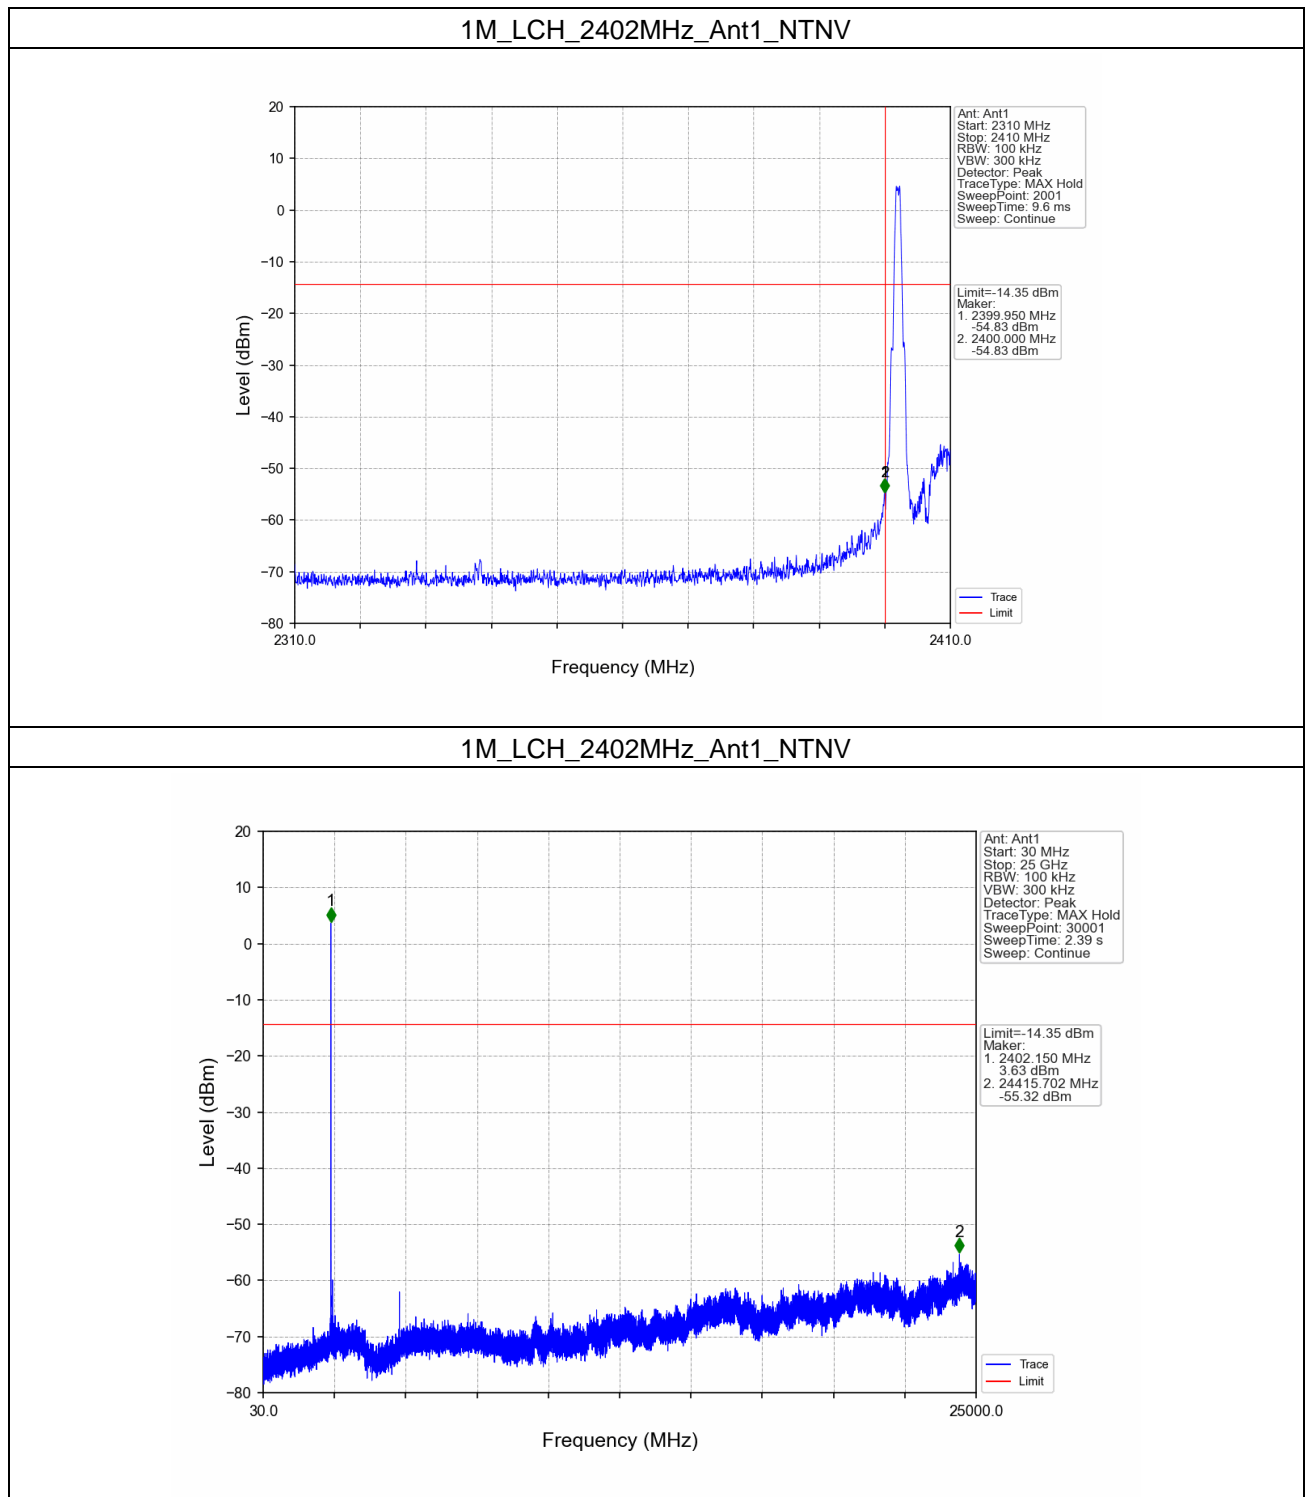 1M_LCH_2402MHz_Ant1_NTNV
20
10
0
−10
−20
−30
−40
−50
−60
−70
−80
Level (dBm)
2310.0
2410.0
Frequency (MHz)
2
Ant: Ant1
Start: 2310 MHz
Stop: 2410 MHz
RBW: 100 kHz
VBW: 300 kHz
Detector: Peak
TraceType: MAX Hold
SweepPoint: 2001
SweepTime: 9.6 ms
Sweep: Continue
Limit=-14.35 dBm
Maker:
1. 2399.950 MHz
-54.83 dBm
2. 2400.000 MHz
-54.83 dBm
Trace
Limit
1M_LCH_2402MHz_Ant1_NTNV
20
10
0
−10
−20
−30
−40
−50
−60
−70
−80
Level (dBm)
30.0
25000.0
Frequency (MHz)
1
2
Ant: Ant1
Start: 30 MHz
Stop: 25 GHz
RBW: 100 kHz
VBW: 300 kHz
Detector: Peak
TraceType: MAX Hold
SweepPoint: 30001
SweepTime: 2.39 s
Sweep: Continue
Limit=-14.35 dBm
Maker:
1. 2402.150 MHz
3.63 dBm
2. 24415.702 MHz
-55.32 dBm
Trace
Limit